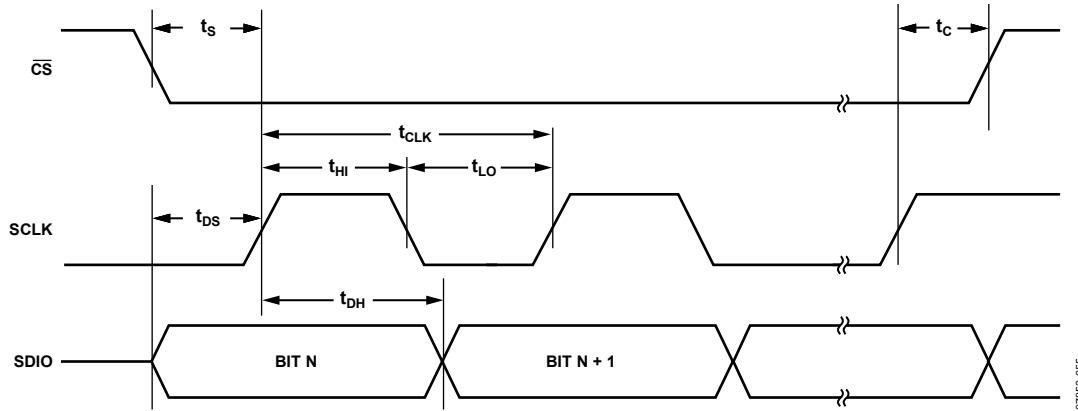 tS
tC
CS
tCLK
tHI
tLO
tDS
SCLK
tDH
SDIO
BIT N
BIT N + 1